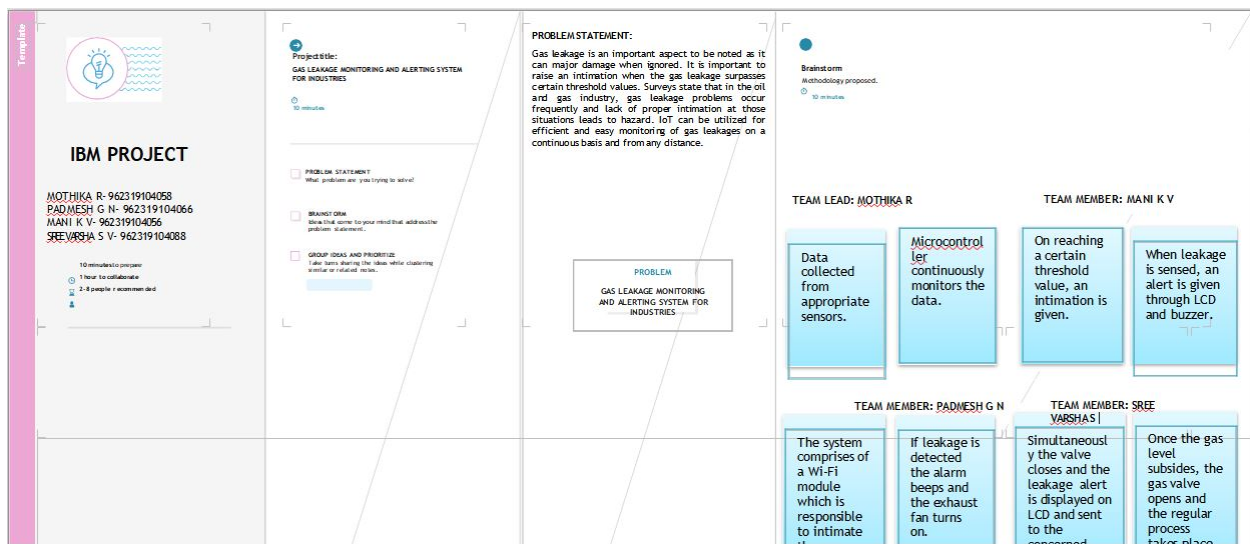 Template
IBM PROJECT
MOTHIKA R- 962319104058
PADMESH G N- 962319104066
MANI K V- 962319104056
SREE VARSHA S V- 962319104088
10 minutes to prepare
1 hour to collaborate
2-8 people recommended
Project title:
GAS LEAKAGE MONITORING AND ALERTING SYSTEM
FOR INDUSTRIES
10 minutes
PROBLEM STATEMENT
What problem are you trying to solve?
BRAINSTORM
Idea that come to your mind that address the
problem statement.
GROUP IDEAS AND PRIORITIZE
Take turns sharing the ideas while clustering
similar or related notes.
PROBLEM STATEMENT:
Gas leakage is an important aspect to be noted as it
can major damage when ignored. It is important to
raise an intimation when the gas leakage surpasses
certain threshold values. Surveys state that in the oil
and gas industry, gas leakage problems occur
frequently and lack of proper intimation at those
situations leads to hazard. IoT can be utilized for
efficient and easy monitoring of gas leakages on a
continuous basis and from any distance.
PROBLEM
GAS LEAKAGE MONITORING
AND ALERTING SYSTEM FOR
INDUSTRIES
Brainstorm
Methodology proposed.
10 minutes
TEAM LEAD: MOTHIKA R
Data
collected
from
appropriate
sensors.
Microcontrol
ler
continuously
monitors the
data.
TEAM MEMBER: MANI K V
On reaching
a certain
threshold
value, an
intimation is
given.
When leakage
is sensed, an
alert is given
through LCD
and buzzer.
TEAM MEMBER: PADMESH G N
The system
comprises of
a Wi-Fi
module
which is
responsible
to intimate
If leakage is
detected
the alarm
beeps and
the exhaust
fan turns
on.
TEAM MEMBER: SREE
VARSHA S
Simultaneousl
y the valve
closes and the
leakage alert
is displayed on
LCD and sent
to the
Once the gas
level
subsides, the
gas valve
opens and
the regular
process
takes place